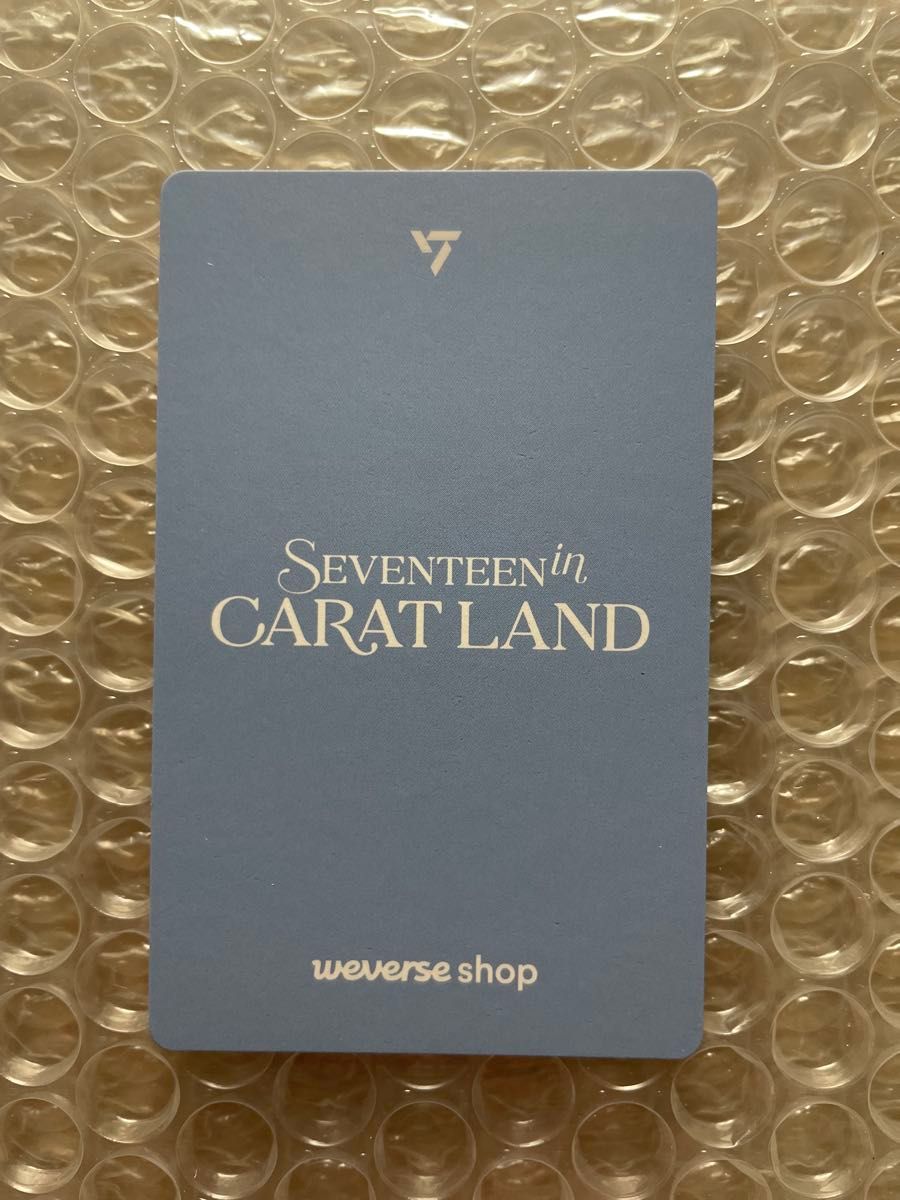 SEVENTEEN in
CARAT LAND
weverse shop